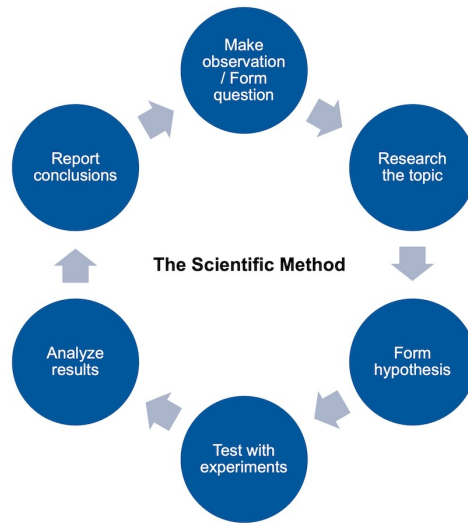 Make
observation
/ Form
question
Research
the topic
Form
hypothesis
Test with
experiments
Analyze
results
Report
conclusions
The Scientific Method